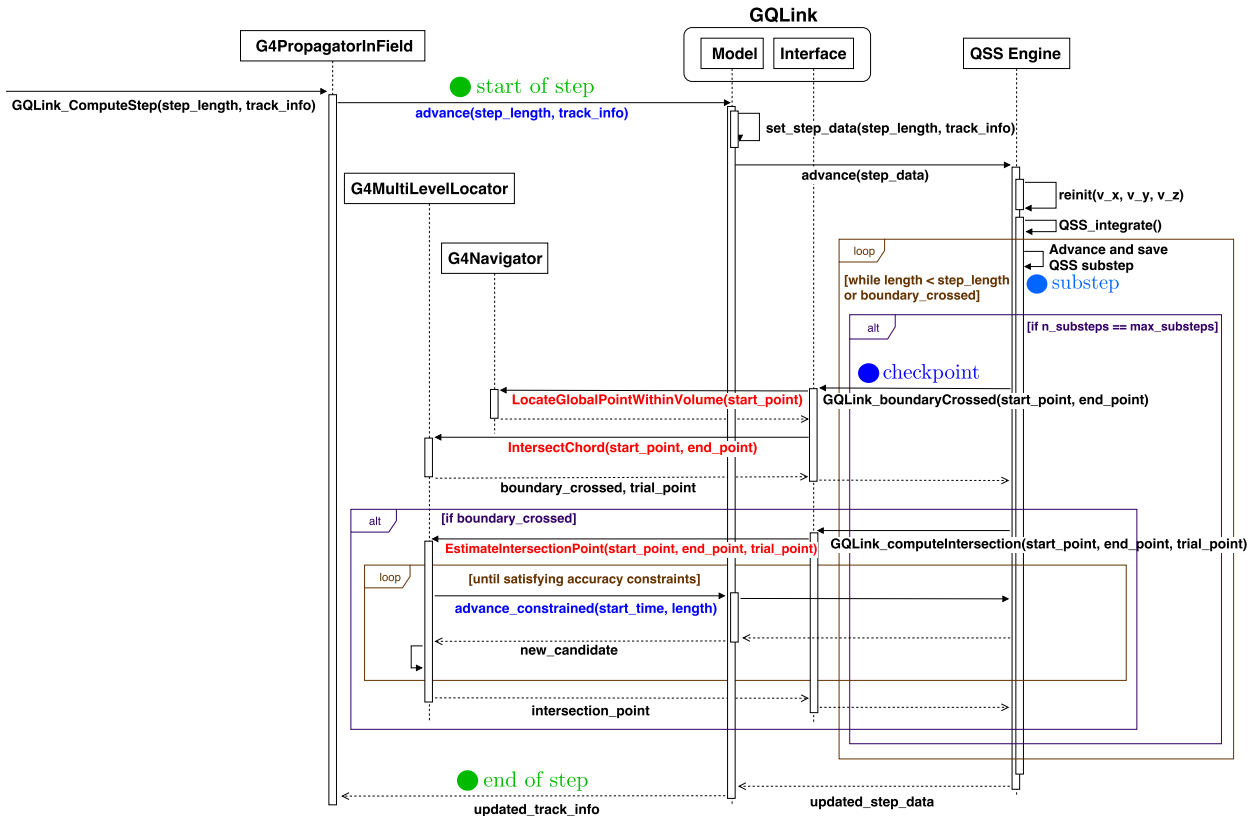 GQLink
G4PropagatorInField
Model
Interface
QSS Engine
start of step
GQLink_ComputeStep(step_length, track_info)
advance(step_length, track_info)
set_step_data(step_length, track_info)
advance(step_data)
G4MultiLevelLocator
reinit(v_x, v_y, v_z)
QSS_integrate()
G4Navigator
loop
Advance and save
QSS substep
[while length < step_length
or boundary_crossed]
substep
alt
[if n_substeps == max_substeps]
checkpoint
LocateGlobalPointWithinVolume(start_point)
GQLink_boundaryCrossed(start_point, end_point)
IntersectChord(start_point, end_point)
boundary_crossed, trial_point
alt
[if boundary_crossed]
EstimateIntersectionPoint(start_point, end_point, trial_point)
GQLink_computeIntersection(start_point, end_point, trial_point)
loop
[until satisfying accuracy constraints]
advance_constrained(start_time, length)
new_candidate
intersection_point
end of step
updated_track_info
updated_step_data